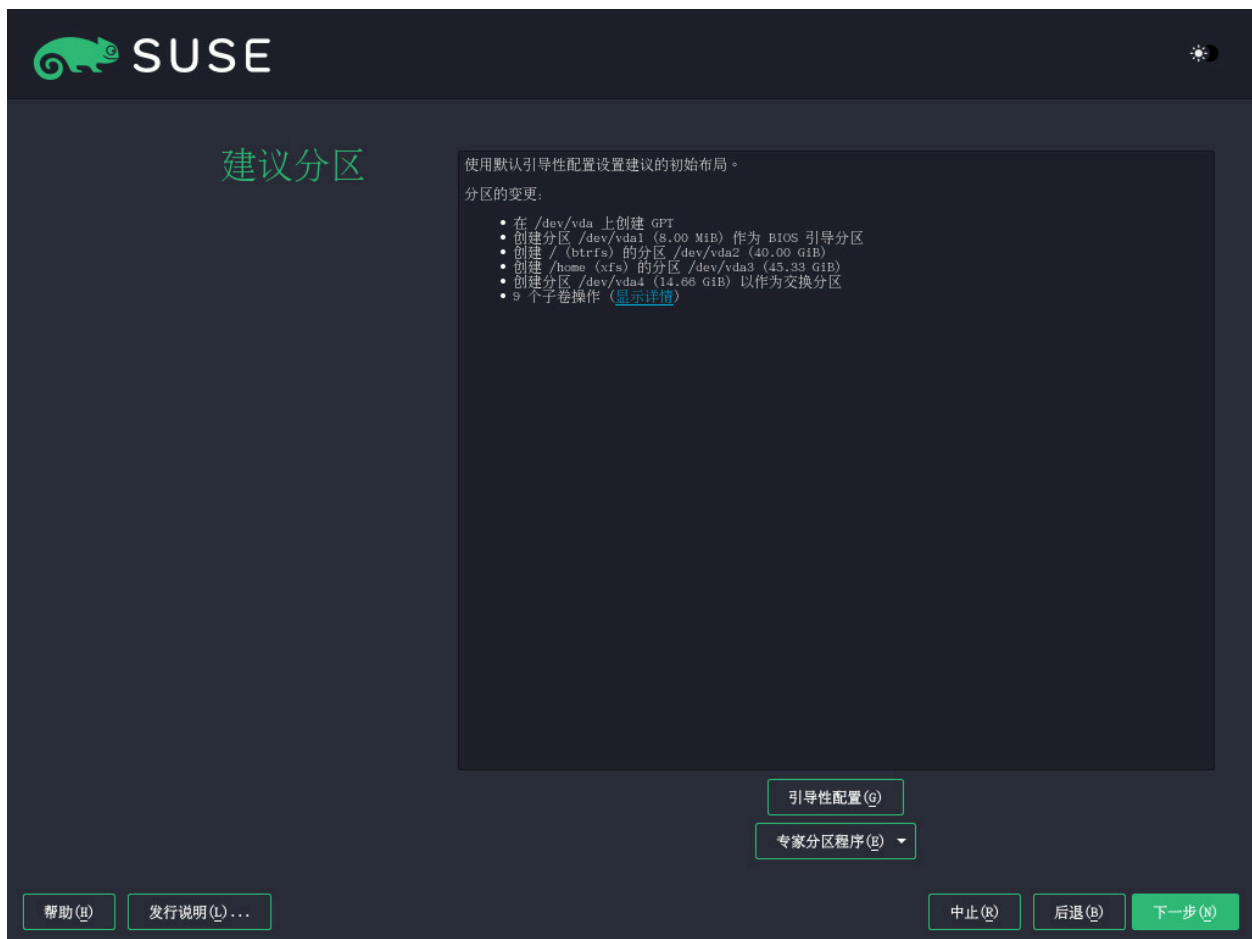 SUSE
建议分区
使用默认引导性配置设置建议的初始布局。
分区的变更:
• 在 /dev/vda 上创建 GPT
• 创建分区 /dev/vda1 (8.00 MiB) 作为 BIOS 引导分区
• 创建 / (btrfs) 的分区 /dev/vda2 (40.00 GiB)
• 创建 /home (xfs) 的分区 /dev/vda3 (45.33 GiB)
• 创建分区 /dev/vda4 (14.66 GiB) 以作为交换分区
• 9 个子卷操作 (显示详情)
引导性配置(G)
专家分区程序(E)
帮助(H) 发行说明(L)... 中止(R) 后退(B) 下一步(N)